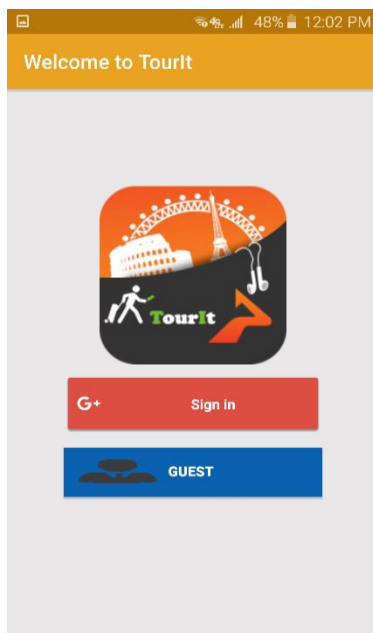 48% 12:02 PM
Welcome to TourIt
TourIt
G+ Sign in
GUEST